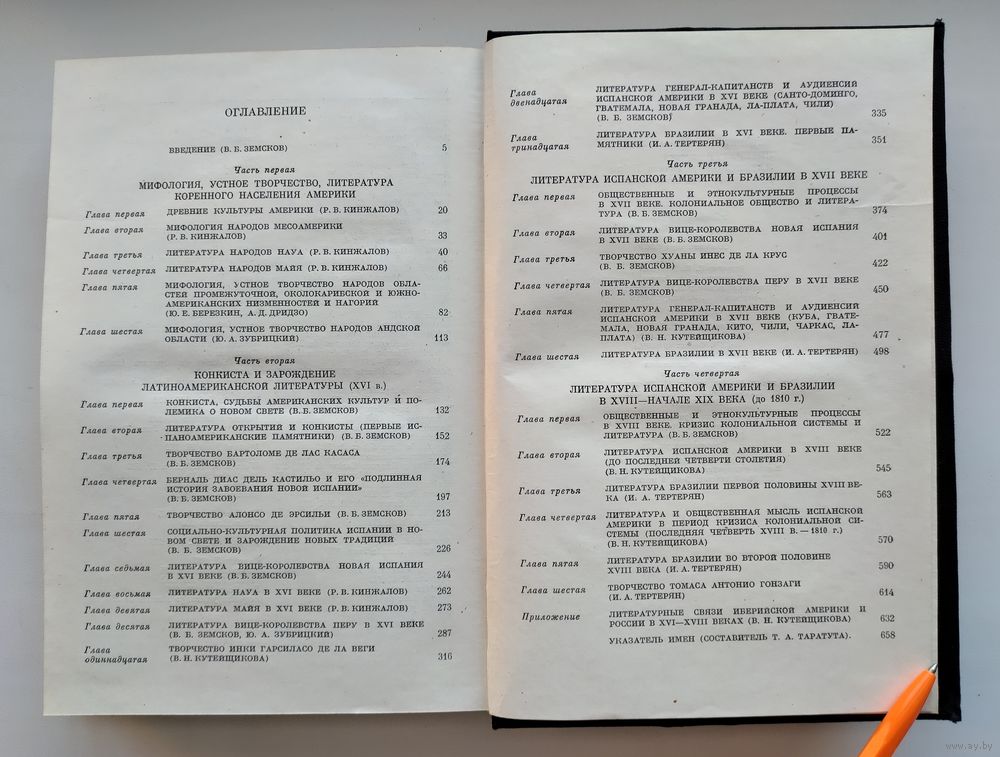 ОГЛАВЛЕНИЕ
ВВЕДЕНИЕ (В. Б. ЗЕМСКОВ) 5
Часть первая
МИФОЛОГИЯ, УСТНОЕ ТВОРЧЕСТВО, ЛИТЕРАТУРА
КОРЕННОГО НАСЕЛЕНИЯ АМЕРИКИ
Глава первая ДРЕВНИЕ КУЛЬТУРЫ АМЕРИКИ (Р. В. КИНЖАЛОВ) 20
Глава вторая МИФОЛОГИЯ НАРОДОВ МЕСОАМЕРИКИ
(Р. В. КИНЖАЛОВ) 33
Глава третья ЛИТЕРАТУРА НАРОДОВ НАУА (Р. В. КИНЖАЛОВ) 40
Глава четвертая ЛИТЕРАТУРА НАРОДОВ МАЙЯ (Р. В. КИНЖАЛОВ) 66
Глава пятая МИФОЛОГИЯ, УСТНОЕ ТВОРЧЕСТВО НАРОДОВ ОБЛА-
СТЕЙ ПРОМЕЖУТОЧНОЙ, ОКОЛОКАРИБСКОЙ И ЮЖНО-
АМЕРИКАНСКИХ НИЗМЕННОСТЕЙ И НАГОРИЙ
(Ю. Е. БЕРЕЗКИН, А. Д. ДРИДЗО) 82
Глава шестая МИФОЛОГИЯ, УСТНОЕ ТВОРЧЕСТВО НАРОДОВ АНДСКОЙ
ОБЛАСТИ (Ю. А. ЗУБРИЦКИЙ) 113
Часть вторая
КОНКИСТА И ЗАРОЖДЕНИЕ
ЛАТИНОАМЕРИКАНСКОЙ ЛИТЕРАТУРЫ (XVI в.)
Глава первая КОНКИСТА, СУДЬБЫ АМЕРИКАНСКИХ КУЛЬТУР И ПО-
ЛЕМИКА О НОВОМ СВЕТЕ (В. Б. ЗЕМСКОВ) 132
Глава вторая ЛИТЕРАТУРА ОТКРЫТИЯ И КОНКИСТЫ (ПЕРВЫЕ ИС-
ПАНОАМЕРИКАНСКИЕ ПАМЯТНИКИ) (В. Б. ЗЕМСКОВ) 152
Глава третья ТВОРЧЕСТВО БАРТОЛОМЕ ДЕ ЛАС КАСАСА
(В. Б. ЗЕМСКОВ) 174
Глава четвертая БЕРНАЛЬ ДИАС ДЕЛЬ КАСТИЛЬО И ЕГО «ПОДЛИННАЯ
ИСТОРИЯ ЗАВОЕВАНИЯ НОВОЙ ИСПАНИИ»
(В. Б. ЗЕМСКОВ) 197
Глава пятая ТВОРЧЕСТВО АЛОНСО ДЕ ЭРСИЛЬИ (В. Б. ЗЕМСКОВ) 213
Глава шестая СОЦИАЛЬНО-КУЛЬТУРНАЯ ПОЛИТИКА ИСПАНИИ В НО-
ВОМ СВЕТЕ И ЗАРОЖДЕНИЕ НОВЫХ ТРАДИЦИЙ
(В. Б. ЗЕМСКОВ) 226
Глава седьмая ЛИТЕРАТУРА ВИЦЕ-КОРОЛЕВСТВА НОВАЯ ИСПАНИЯ
В XVI ВЕКЕ (В. Б. ЗЕМСКОВ) 244
Глава восьмая ЛИТЕРАТУРА НАУА В XVI ВЕКЕ (Р. В. КИНЖАЛОВ) 262
Глава девятая ЛИТЕРАТУРА МАЙЯ В XVI ВЕКЕ (Р. В. КИНЖАЛОВ) 273
Глава десятая ЛИТЕРАТУРА ВИЦЕ-КОРОЛЕВСТВА ПЕРУ В XVI ВЕКЕ
(В. Б. ЗЕМСКОВ, Ю. А. ЗУБРИЦКИЙ) 287
Глава ТВОРЧЕСТВО ИНКИ ГАРСИЛАСО ДЕ ЛА ВЕГИ
одиннадцатая (В. Н. КУТЕЙЩИКОВА) 316
Глава ЛИТЕРАТУРА ГЕНЕРАЛ-КАПИТАНСТВ И АУДИЕНСИЙ
двенадцатая ИСПАНСКОЙ АМЕРИКИ В XVI ВЕКЕ (САНТО-ДОМИНГО,
ГВАТЕМАЛА, НОВАЯ ГРАНАДА, ЛА-ПЛАТА, ЧИЛИ)
(В. Б. ЗЕМСКОВ) 335
Глава ЛИТЕРАТУРА БРАЗИЛИИ В XVI ВЕКЕ. ПЕРВЫЕ ПА-
тринадцатая МЯТНИКИ (И. А. ТЕРТЕРЯН) 351
Часть третья
ЛИТЕРАТУРА ИСПАНСКОЙ АМЕРИКИ И БРАЗИЛИИ В XVII ВЕКЕ
Глава первая ОБЩЕСТВЕННЫЕ И ЭТНОКУЛЬТУРНЫЕ ПРОЦЕССЫ
В XVII ВЕКЕ. КОЛОНИАЛЬНОЕ ОБЩЕСТВО И ЛИТЕРА-
ТУРА (В. Б. ЗЕМСКОВ) 374
Глава вторая ЛИТЕРАТУРА ВИЦЕ-КОРОЛЕВСТВА НОВАЯ ИСПАНИЯ
В XVII ВЕКЕ (В. Б. ЗЕМСКОВ) 401
Глава третья ТВОРЧЕСТВО ХУАНЫ ИНЕС ДЕ ЛА КРУС
(В. Б. ЗЕМСКОВ) 422
Глава четвертая ЛИТЕРАТУРА ВИЦЕ-КОРОЛЕВСТВА ПЕРУ В XVII ВЕКЕ
(В. Б. ЗЕМСКОВ) 450
Глава пятая ЛИТЕРАТУРА ГЕНЕРАЛ-КАПИТАНСТВ И АУДИЕНСИЙ
ИСПАНСКОЙ АМЕРИКИ В XVII ВЕКЕ (КУБА, ГВАТЕ-
МАЛА, НОВАЯ ГРАНАДА, КИТО, ЧИЛИ, ЧАРКАС, ЛА-
ПЛАТА) (В. Н. КУТЕЙЩИКОВА) 477
Глава шестая ЛИТЕРАТУРА БРАЗИЛИИ В XVII ВЕКЕ (И. А. ТЕРТЕРЯН) 498
Часть четвертая
ЛИТЕРАТУРА ИСПАНСКОЙ АМЕРИКИ И БРАЗИЛИИ
В XVIII—НАЧАЛЕ XIX ВЕКА (до 1810 г.)
Глава первая ОБЩЕСТВЕННЫЕ И ЭТНОКУЛЬТУРНЫЕ ПРОЦЕССЫ
В XVIII ВЕКЕ. КРИЗИС КОЛОНИАЛЬНОЙ СИСТЕМЫ И
ЛИТЕРАТУРА (В. Б. ЗЕМСКОВ) 522
Глава вторая ЛИТЕРАТУРА ИСПАНСКОЙ АМЕРИКИ В XVIII ВЕКЕ
(ДО ПОСЛЕДНЕЙ ЧЕТВЕРТИ СТОЛЕТИЯ)
(В. Н. КУТЕЙЩИКОВА) 545
Глава третья ЛИТЕРАТУРА БРАЗИЛИИ ПЕРВОЙ ПОЛОВИНЫ XVIII ВЕ-
КА (И. А. ТЕРТЕРЯН) 563
Глава четвертая ЛИТЕРАТУРА И ОБЩЕСТВЕННАЯ МЫСЛЬ ИСПАНСКОЙ
АМЕРИКИ В ПЕРИОД КРИЗИСА КОЛОНИАЛЬНОЙ СИ-
СТЕМЫ (ПОСЛЕДНЯЯ ЧЕТВЕРТЬ XVIII В. — 1810 г.)
(В. Н. КУТЕЙЩИКОВА) 570
Глава пятая ЛИТЕРАТУРА БРАЗИЛИИ ВО ВТОРОЙ ПОЛОВИНЕ
XVIII ВЕКА (И. А. ТЕРТЕРЯН) 590
Глава шестая ТВОРЧЕСТВО ТОМАСА АНТОНИО ГОНЗАГИ
(И. А. ТЕРТЕРЯН) 614
Приложение ЛИТЕРАТУРНЫЕ СВЯЗИ ИБЕРИЙСКОЙ АМЕРИКИ И
РОССИИ В XVI—XVIII ВЕКАХ (В. Н. КУТЕЙЩИКОВА) 632
УКАЗАТЕЛЬ ИМЕН (СОСТАВИТЕЛЬ Т. А. ТАРАТУТА). 658
www.ay.by